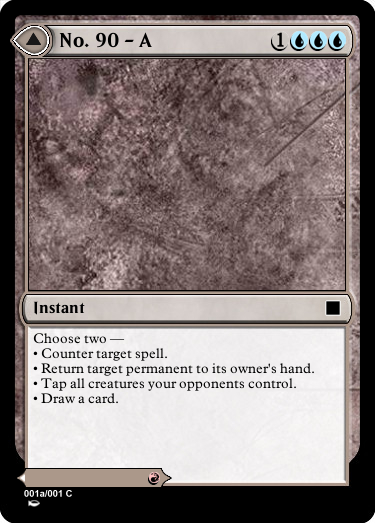 No. 90 – A 1
Instant
Choose two —
• Counter target spell.
• Return target permanent to its owner's hand.
• Tap all creatures your opponents control.
• Draw a card.
001a/001 C